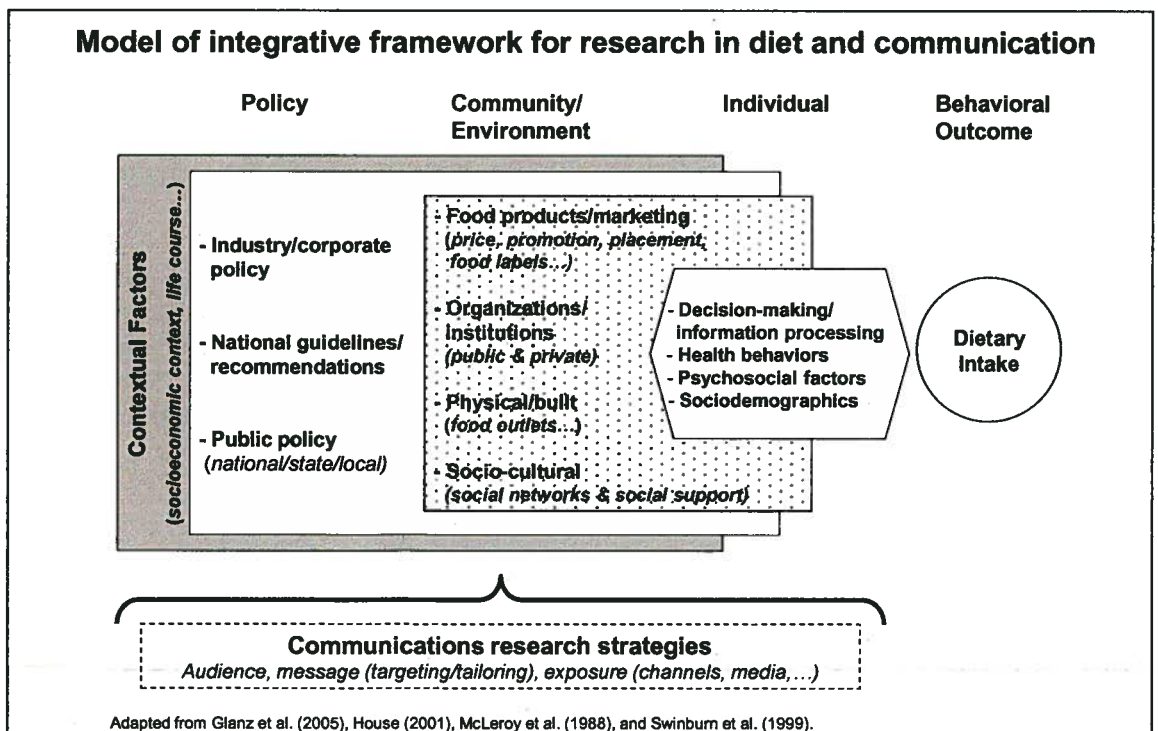 Model of integrative framework for research in diet and communication
Policy
Community/
Environment
Individual
Behavioral
Outcome
Contextual Factors
(socioeconomic context, life course...)
- Industry/corporate
policy
- National guidelines/
recommendations
- Public policy
(national/state/local)
- Food products/marketing
(price, promotion, placement,
food labels...)
- Organizations/
institutions
(public & private)
- Physical/built
(food outlets...)
- Socio-cultural
(social networks & social support)
- Decision-making/
information processing
- Health behaviors
- Psychosocial factors
- Sociodemographics
Dietary
Intake
Communications research strategies
Audience, message (targeting/tailoring), exposure (channels, media,...)
Adapted from Glanz et al. (2005), House (2001), McLeroy et al. (1988), and Swinburn et al. (1999).